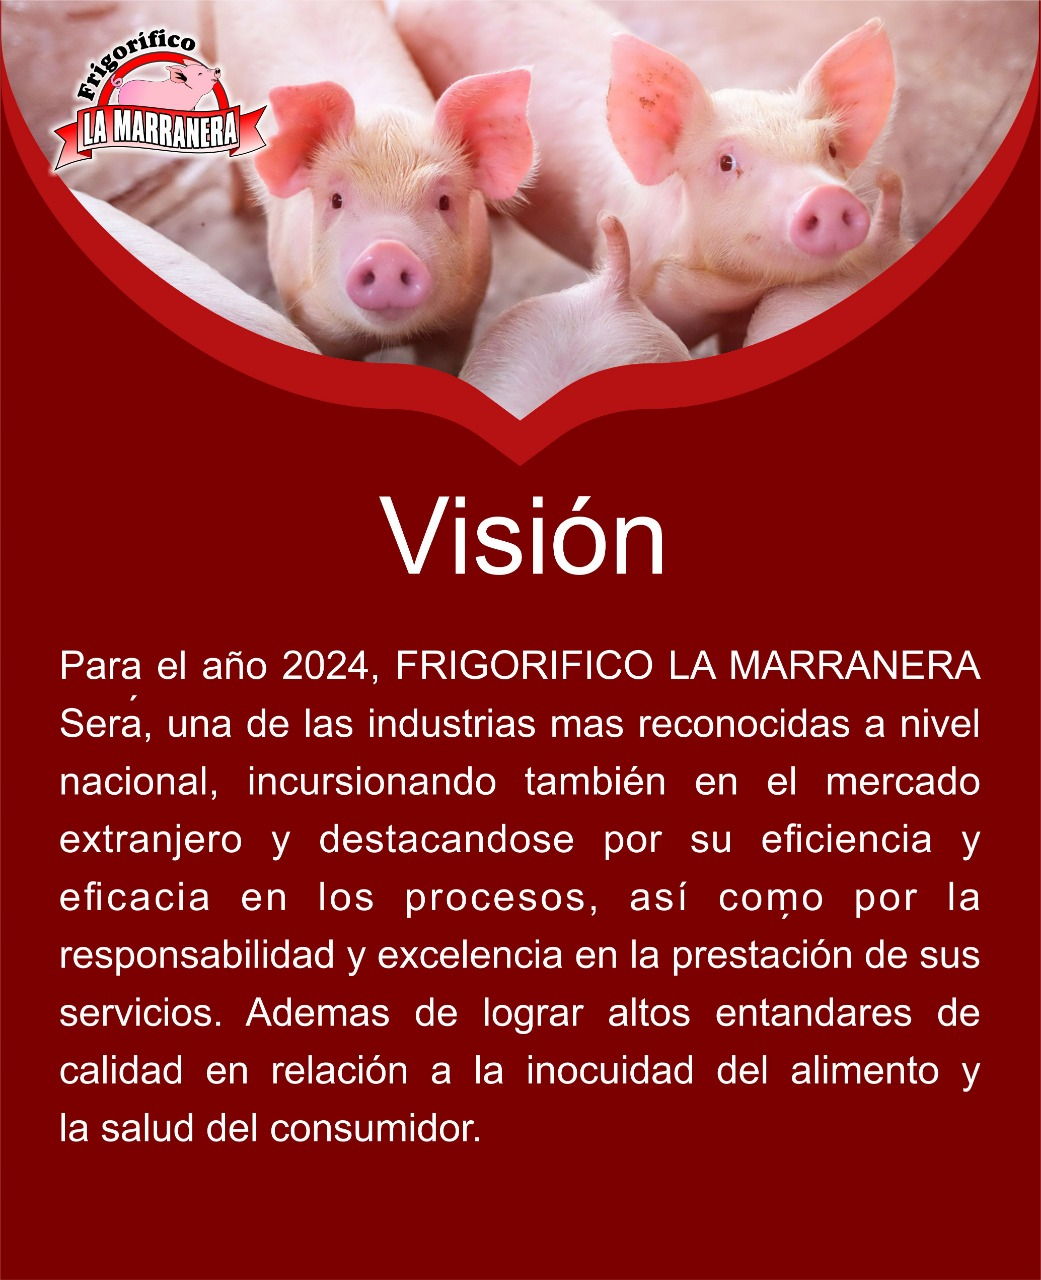 Frigorífico
LA MARRANERA
Visión
Para el año 2024, FRIGORIFICO LA MARRANERA
Será, una de las industrias mas reconocidas a nivel
nacional, incursionando también en el mercado
extranjero y destacandose por su eficiencia y
eficacia en los procesos, así como por la
responsabilidad y excelencia en la prestación de sus
servicios. Ademas de lograr altos entandares de
calidad en relación a la inocuidad del alimento y
la salud del consumidor.